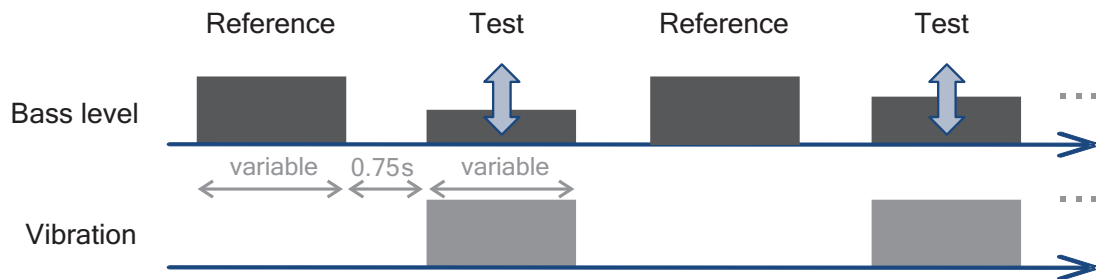 Reference Test Reference Test
Bass level
variable 0.75s variable
Vibration